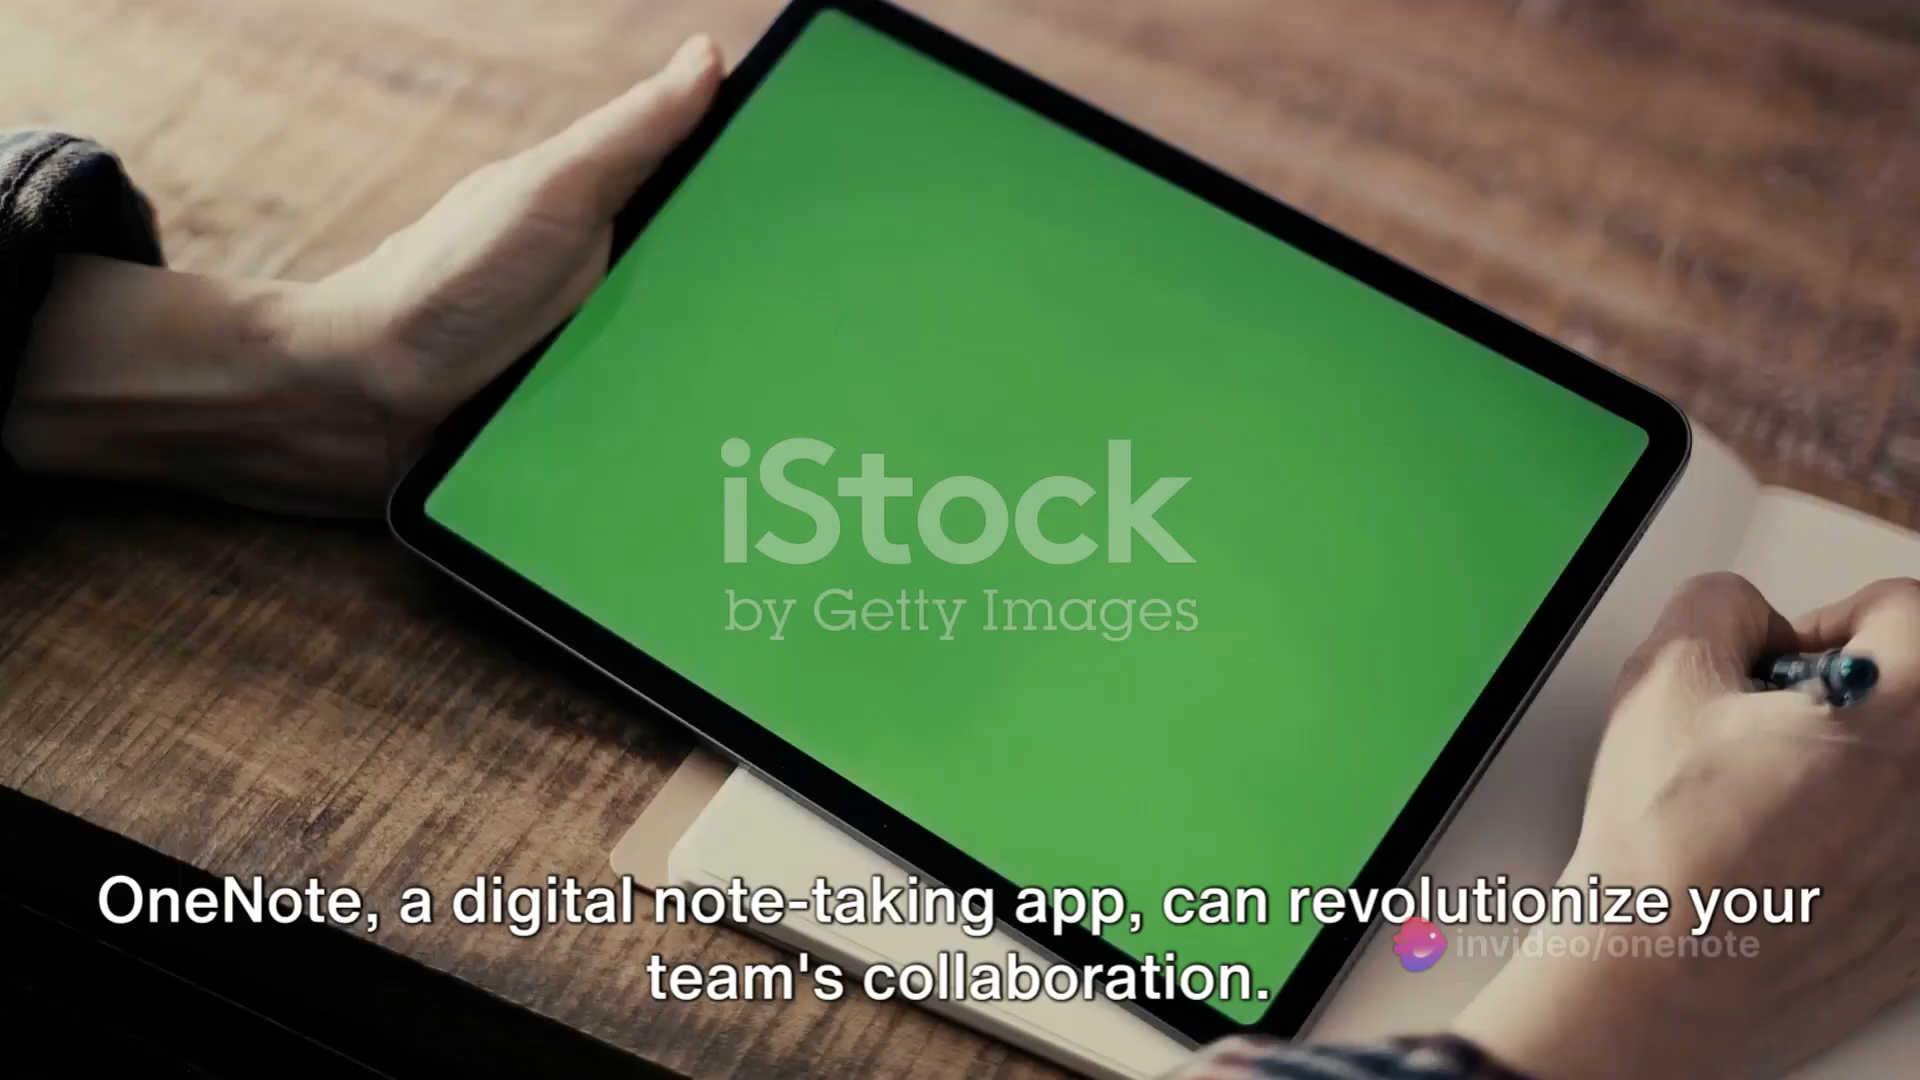 iStock
by Getty Images
OneNote, a digital note-taking app, can revolutionize your
invideo/onenote
team's collaboration.